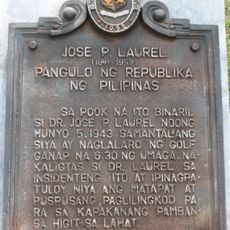 JOSE P. LAUREL
(1891-1959)
PANGULO NG REPUBLIKA
NG PILIPINAS
SA POOK NA ITO BINARIL
SI DR. JOSE P. LAUREL NOONG
HUNYO 5, 1943 SAMANTALANG
SIYA AY NAGLALARO NG GOLF
GANAP NA 6:30 NG UMAGA. NA-
KALIGTAS SI DR. LAUREL SA
INSIDENTENG ITO AT IPINAGPA-
TULOY NIYA ANG MATAPAT AT
PUSPUSANG PAGLILINGKOD PA-
RA SA KAPAKANANG PAMBAN-
SA HIGIT SA LAHAT.